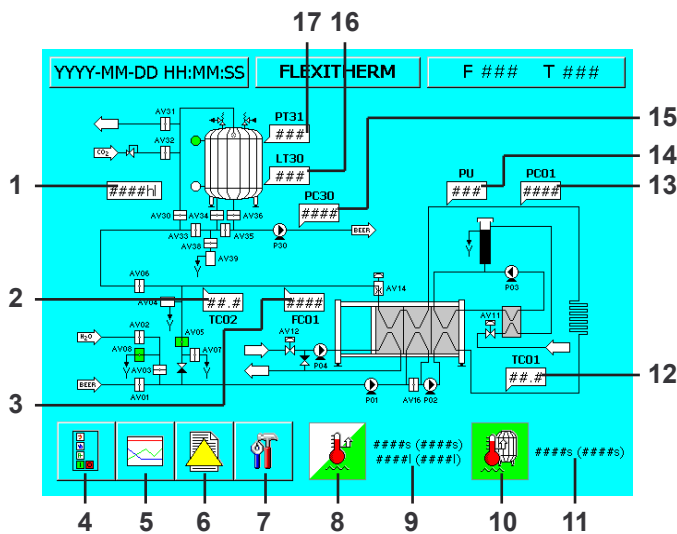 17 16
YYYY-MM-DD HH:MM:SS FLEXITHERM F ### T ###
AV31
PT31
###
15
AV32
CO2
LT30
###
14
1
####hl
PC30
####
PU
###
PC01
####
13
AV30 AV34 AV36
AV33 AV35
P30
BEER
AV38
AV39
AV06
P03
2
AV04
##.#
TC02
####
FC01
AV14
AV11
H2O
AV02
AV08
AV05
AV07
AV12
P04
TC01
##.#
12
3
AV03
BEER
AV01
P01
AV16 P02
####s (####s)
####l (####l)
####s (####s)
4 5 6 7 8 9 10 11